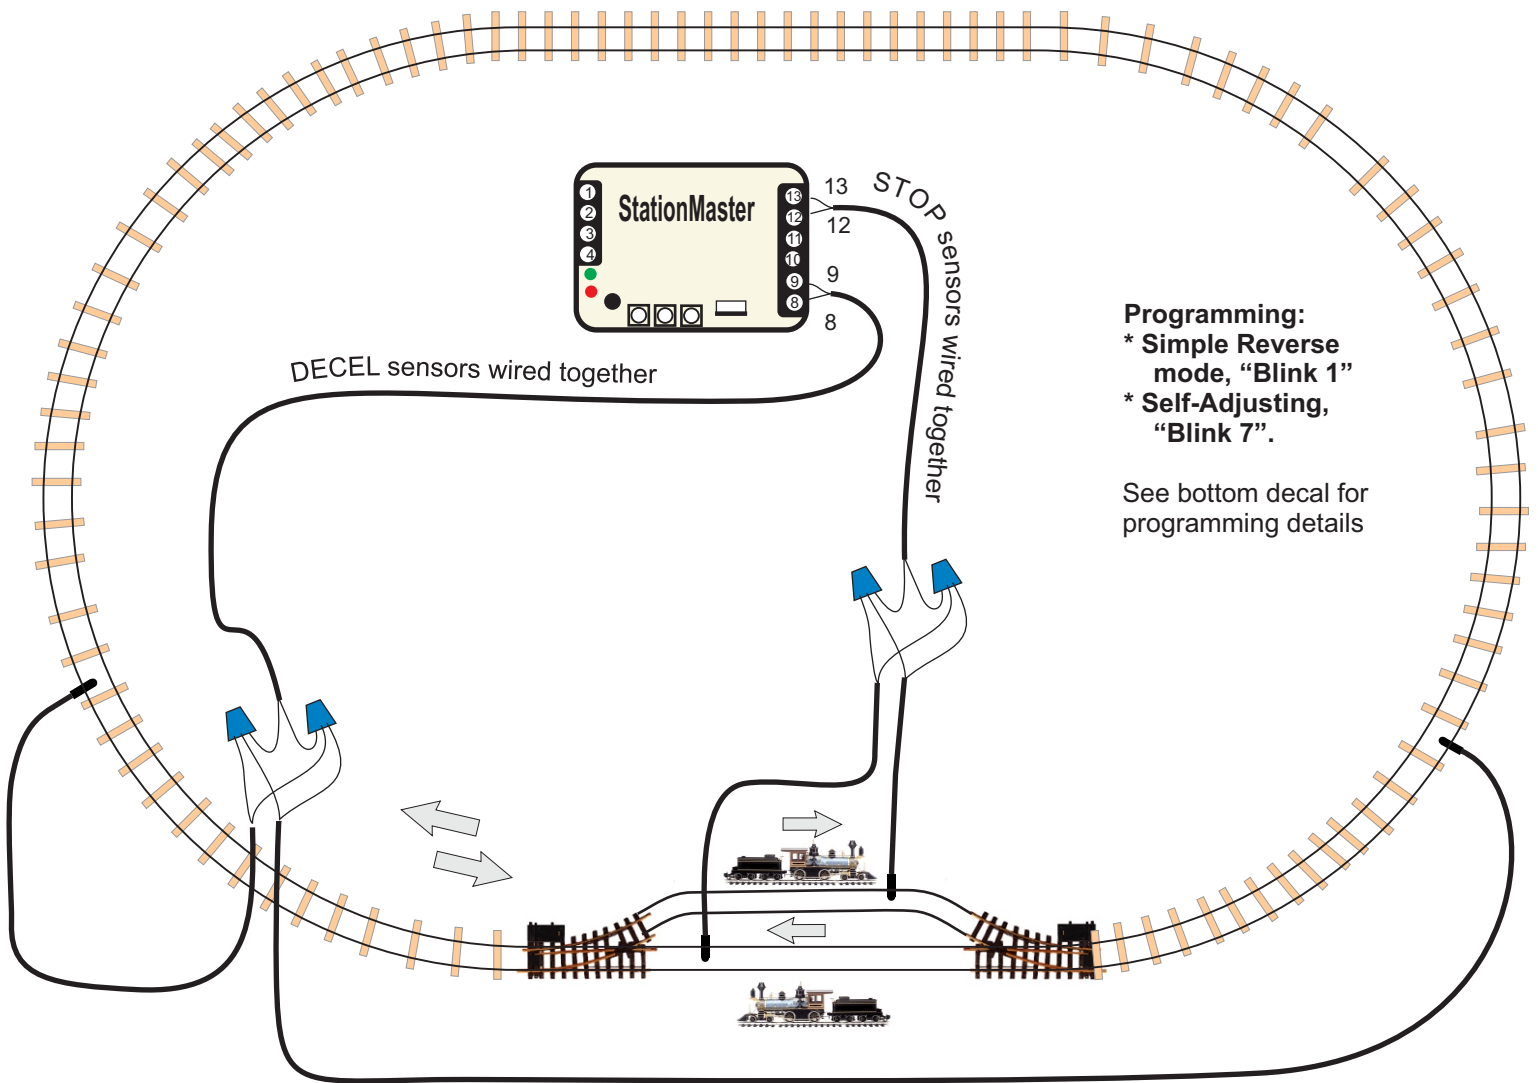 1
2
3
4
StationMaster
13
12
11
10
9
8
13
12
9
8
STOP sensors wired together
DECEL sensors wired together
Programming:
* Simple Reverse
mode, “Blink 1”
* Self-Adjusting,
“Blink 7”.
See bottom decal for
programming details